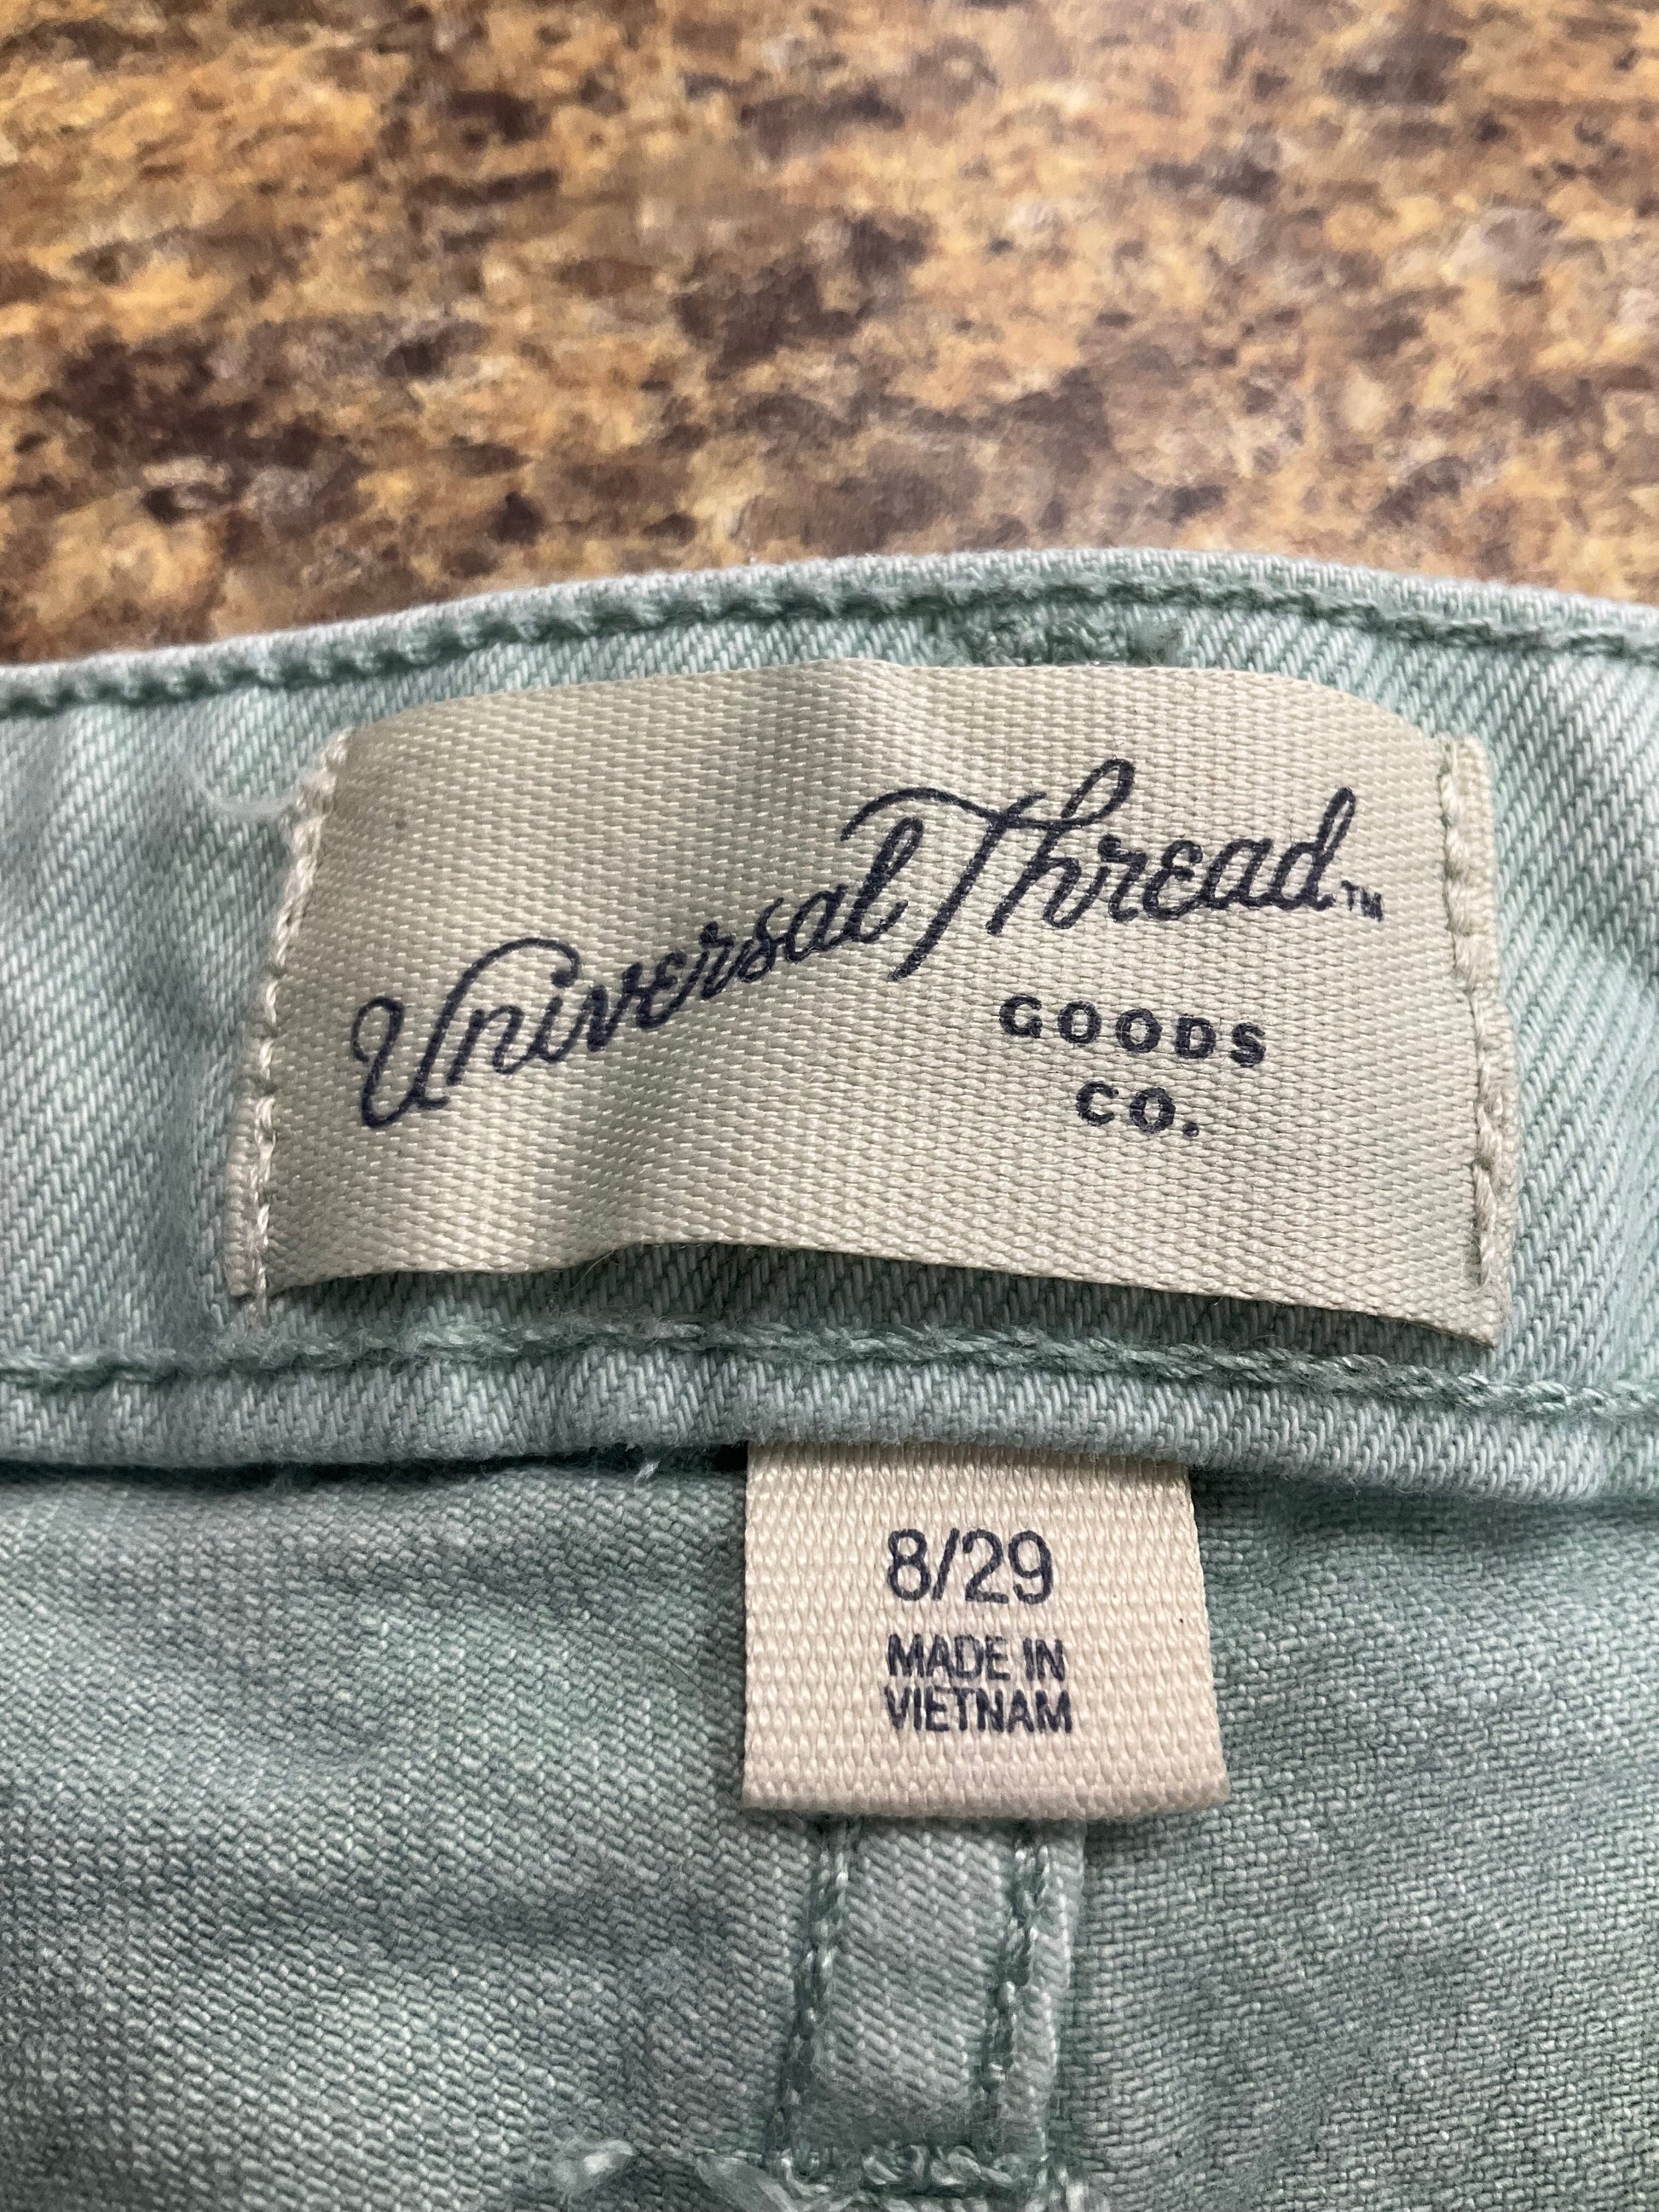 Universal Thread™
GOODS
CO.
8/29
MADE IN
VIETNAM